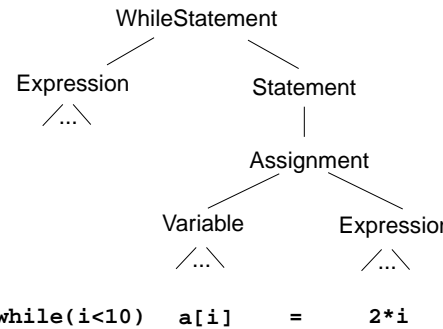 WhileStatement
Expression Statement
...
Assignment
Variable Expression
... ...
while(i<10) a[i] = 2*i